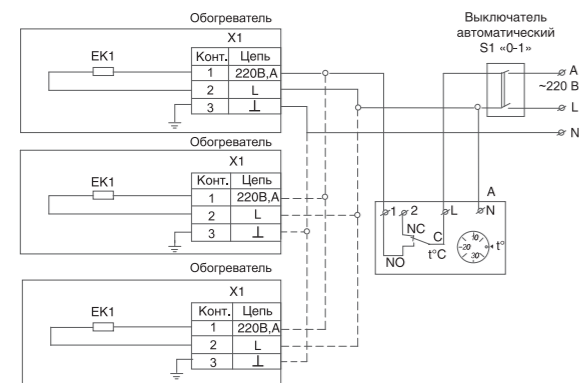 Обогреватель
X1
EK1
Конт. Цепь
1 220В,А
2 L
3 ⊥
Обогреватель
X1
EK1
Конт. Цепь
1 220В,А
2 L
3 ⊥
Обогреватель
X1
EK1
Конт. Цепь
1 220В,А
2 L
3 ⊥
Выключатель
автоматический
S1 «0-1»
A
~220 В
L
N
A
1 2 L N
NC C
NO t°C
10
20
30
t°